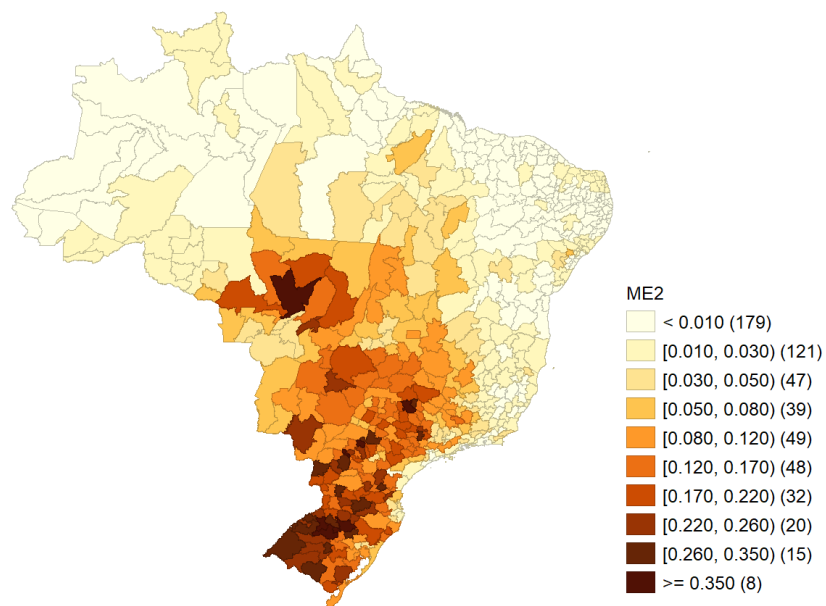 ME2
< 0.010 (179)
[0.010, 0.030) (121)
[0.030, 0.050) (47)
[0.050, 0.080) (39)
[0.080, 0.120) (49)
[0.120, 0.170) (48)
[0.170, 0.220) (32)
[0.220, 0.260) (20)
[0.260, 0.350) (15)
>= 0.350 (8)